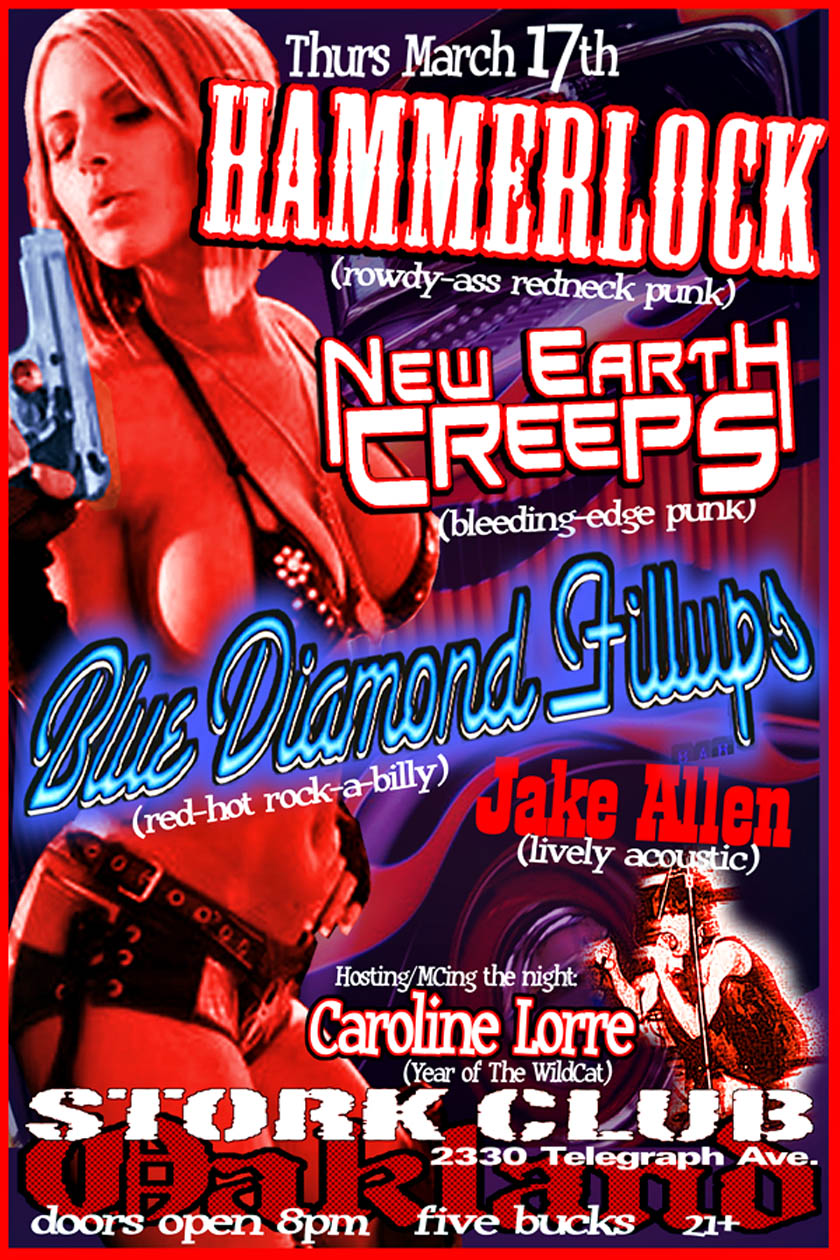 Thurs March 17th
HAMMERLOCK
(rowdy-ass redneck punk)
NEW EARTH
CREEPS
(bleeding-edge punk)
Blue Diamond Fillups
(red-hot rock-a-billy)
Jake Allen
(lively acoustic)
Hosting/MCing the night:
Caroline Lorre
(Year of The WildCat)
STORK CLUB
2330 Telegraph Ave.
Oakland
doors open 8pm five bucks 21+